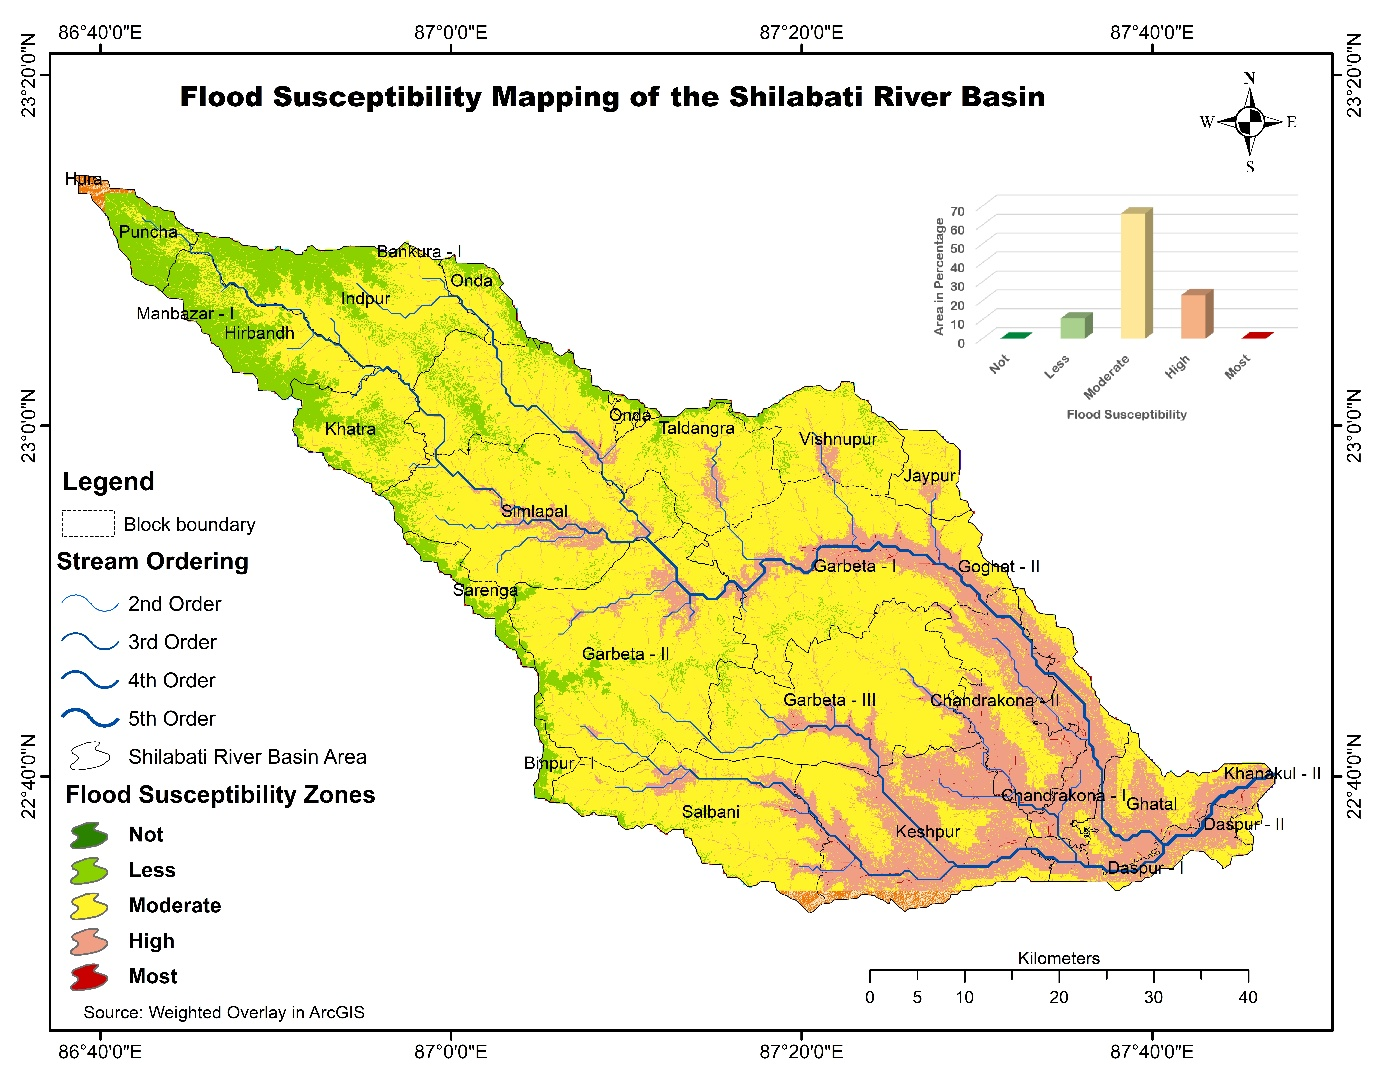 86°40'0"E 87°0'0"E 87°20'0"E 87°40'0"E
23°20'0"N
23°20'0"N
Flood Susceptibility Mapping of the Shilabati River Basin
N
W E
S
Hura
Puncha
Bankura - I
Onda
Indpur
Manbazar - I
Hirbandh
Khatra
Onda
Taldangra
Vishnupur
Jaypur
Simlapal
Garbeta - I
Goghat - II
Sarenga
Garbeta - II
Garbeta - III
Chandrakona - II
Binpur - I
Khanakul - II
Chandrakona - I
Ghatal
Salbani
Keshpur
Daspur - II
Daspur - I
Area in Percentage
70
60
50
40
30
20
10
0
Not
Less
Moderate
High
Most
Flood Susceptibility
23°0'0"N
23°0'0"N
Legend
Block boundary
Stream Ordering
2nd Order
3rd Order
4th Order
5th Order
Shilabati River Basin Area
Flood Susceptibility Zones
Not
Less
Moderate
High
Most
Source: Weighted Overlay in ArcGIS
22°40'0"N
22°40'0"N
Kilometers
0 5 10 20 30 40
86°40'0"E 87°0'0"E 87°20'0"E 87°40'0"E